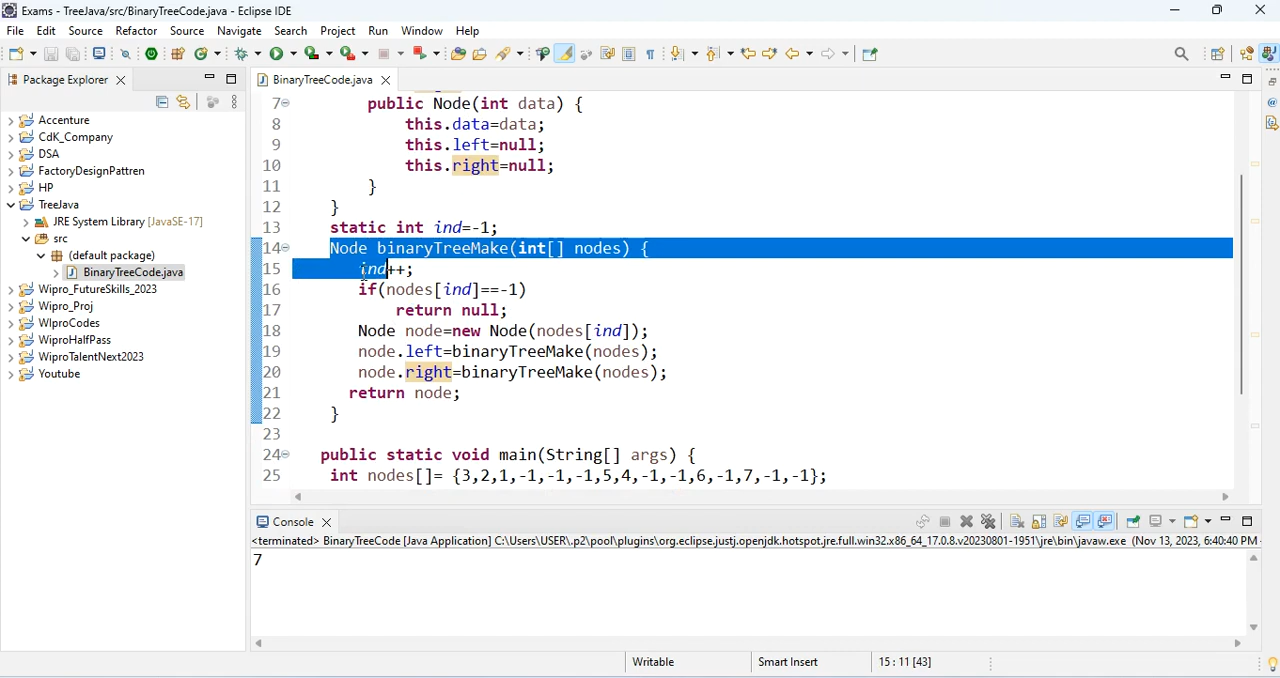 Exams - TreeJava/src/BinaryTreeCode.java - Eclipse IDE
File Edit Source Refactor Source Navigate Search Project Run Window Help
Package Explorer
BinaryTreeCode.java
Accenture
CdK_Company
DSA
FactoryDesignPattren
HP
TreeJava
JRE System Library [JavaSE-17]
src
(default package)
BinaryTreeCode.java
Wipro_FutureSkills_2023
Wipro_Proj
WIproCodes
WiproHalfPass
WiproTalentNext2023
Youtube
7 public Node(int data) {
8 this.data=data;
9 this.left=null;
10 this.right=null;
11 }
12 }
13 static int ind=-1;
14 Node binaryTreeMake(int[] nodes) {
15 ind++;
16 if(nodes[ind]==-1)
17 return null;
18 Node node=new Node(nodes[ind]);
19 node.left=binaryTreeMake(nodes);
20 node.right=binaryTreeMake(nodes);
21 return node;
22 }
23
24 public static void main(String[] args) {
25 int nodes[]= {3,2,1,-1,-1,-1,5,4,-1,-1,6,-1,7,-1,-1};
Console
<terminated> BinaryTreeCode [Java Application] C:\Users\USER\.p2\pool\plugins\org.eclipse.justj.openjdk.hotspot.jre.full.win32.x86_64_17.0.8.v20230801-1951\jre\bin\javaw.exe (Nov 13, 2023, 6:40:40 PM
7
Writable Smart Insert 15 : 11 [43]